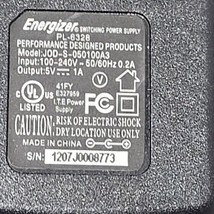 Energizer SWITCHING POWER SUPPLY
PL-6328
PERFORMANCE DESIGNED PRODUCTS
MODEL: JOD-S-050100A3
Input:100-240V~50/60Hz 0.2A
Output:5V⎓1A
UL US LISTED
41FY
E327959
I.T.E Power
Supply
V
CAUTION: RISK OF ELECTRIC SHOCK
DRY LOCATION USE ONLY
MADE IN CHINA
S/N: 1207J0008773